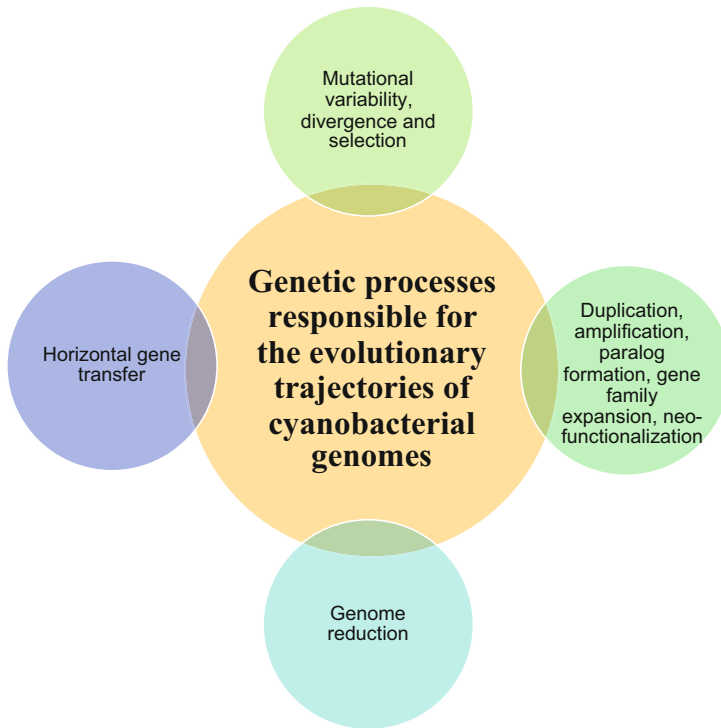 Mutational
variability,
divergence and
selection
Genetic processes
responsible for
the evolutionary
trajectories of
cyanobacterial
genomes
Horizontal gene
transfer
Duplication,
amplification,
paralog
formation, gene
family
expansion, neo-
functionalization
Genome
reduction